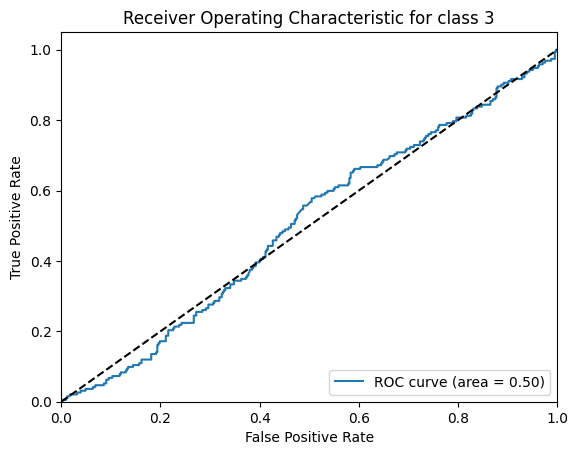 Receiver Operating Characteristic for class 3
True Positive Rate
1.0
0.8
0.6
0.4
0.2
0.0
ROC curve (area = 0.50)
0.0 0.2 0.4 0.6 0.8 1.0
False Positive Rate